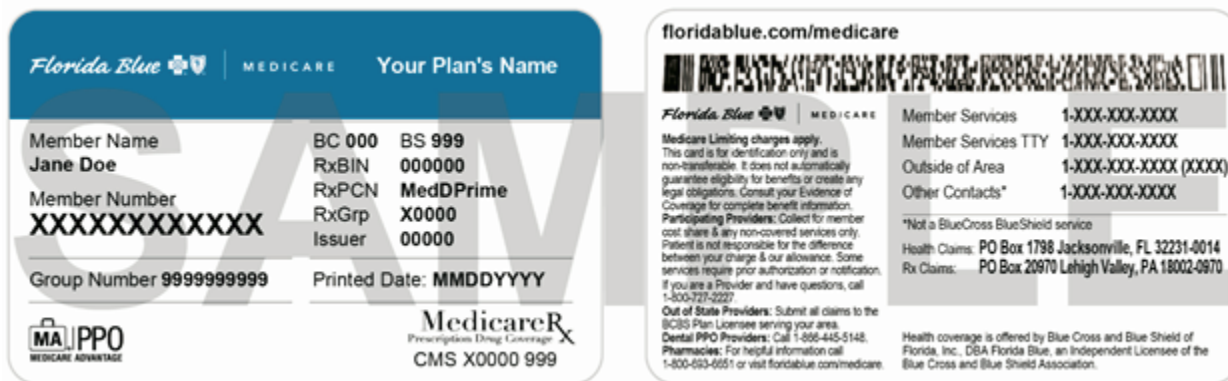 Florida Blue MEDICARE Your Plan's Name
Member Name
Jane Doe
Member Number
XXXXXXXXXXXX
BC 000 BS 999
RxBIN 000000
RxPCN MedDPrime
RxGrp X0000
Issuer 00000
Group Number 9999999999
Printed Date: MMDDYYYY
MA PPO
MEDICARE ADVANTAGE
MedicareRx
Prescription Drug Coverage
CMS X0000 999
floridablue.com/medicare
Florida Blue MEDICARE
Medicare Limiting charges apply.
This card is for identification only and is
non-transferable. It does not automatically
guarantee eligibility for benefits or create any
legal obligations. Consult your Evidence of
Coverage for complete benefit information.
Participating Providers: Collect for member
cost share & any non-covered services only.
Patient is not responsible for the difference
between your charge & our allowance. Some
services require prior authorization or notification.
If you are a Provider and have questions, call
1-800-727-2227.
Out of State Providers: Submit all claims to the
BCBS Plan Licensee serving your area.
Dental PPO Providers: Call 1-866-445-5148.
Pharmacies: For helpful information call
1-800-693-6651 or visit floridablue.com/medicare.
Member Services 1-XXX-XXX-XXXX
Member Services TTY 1-XXX-XXX-XXXX
Outside of Area 1-XXX-XXX-XXXX (XXXX)
Other Contacts* 1-XXX-XXX-XXXX
*Not a BlueCross BlueShield service
Health Claims: PO Box 1798 Jacksonville, FL 32231-0014
Rx Claims: PO Box 20970 Lehigh Valley, PA 18002-0970
Health coverage is offered by Blue Cross and Blue Shield of
Florida, Inc., DBA Florida Blue, an Independent Licensee of the
Blue Cross and Blue Shield Association.
SAMPLE